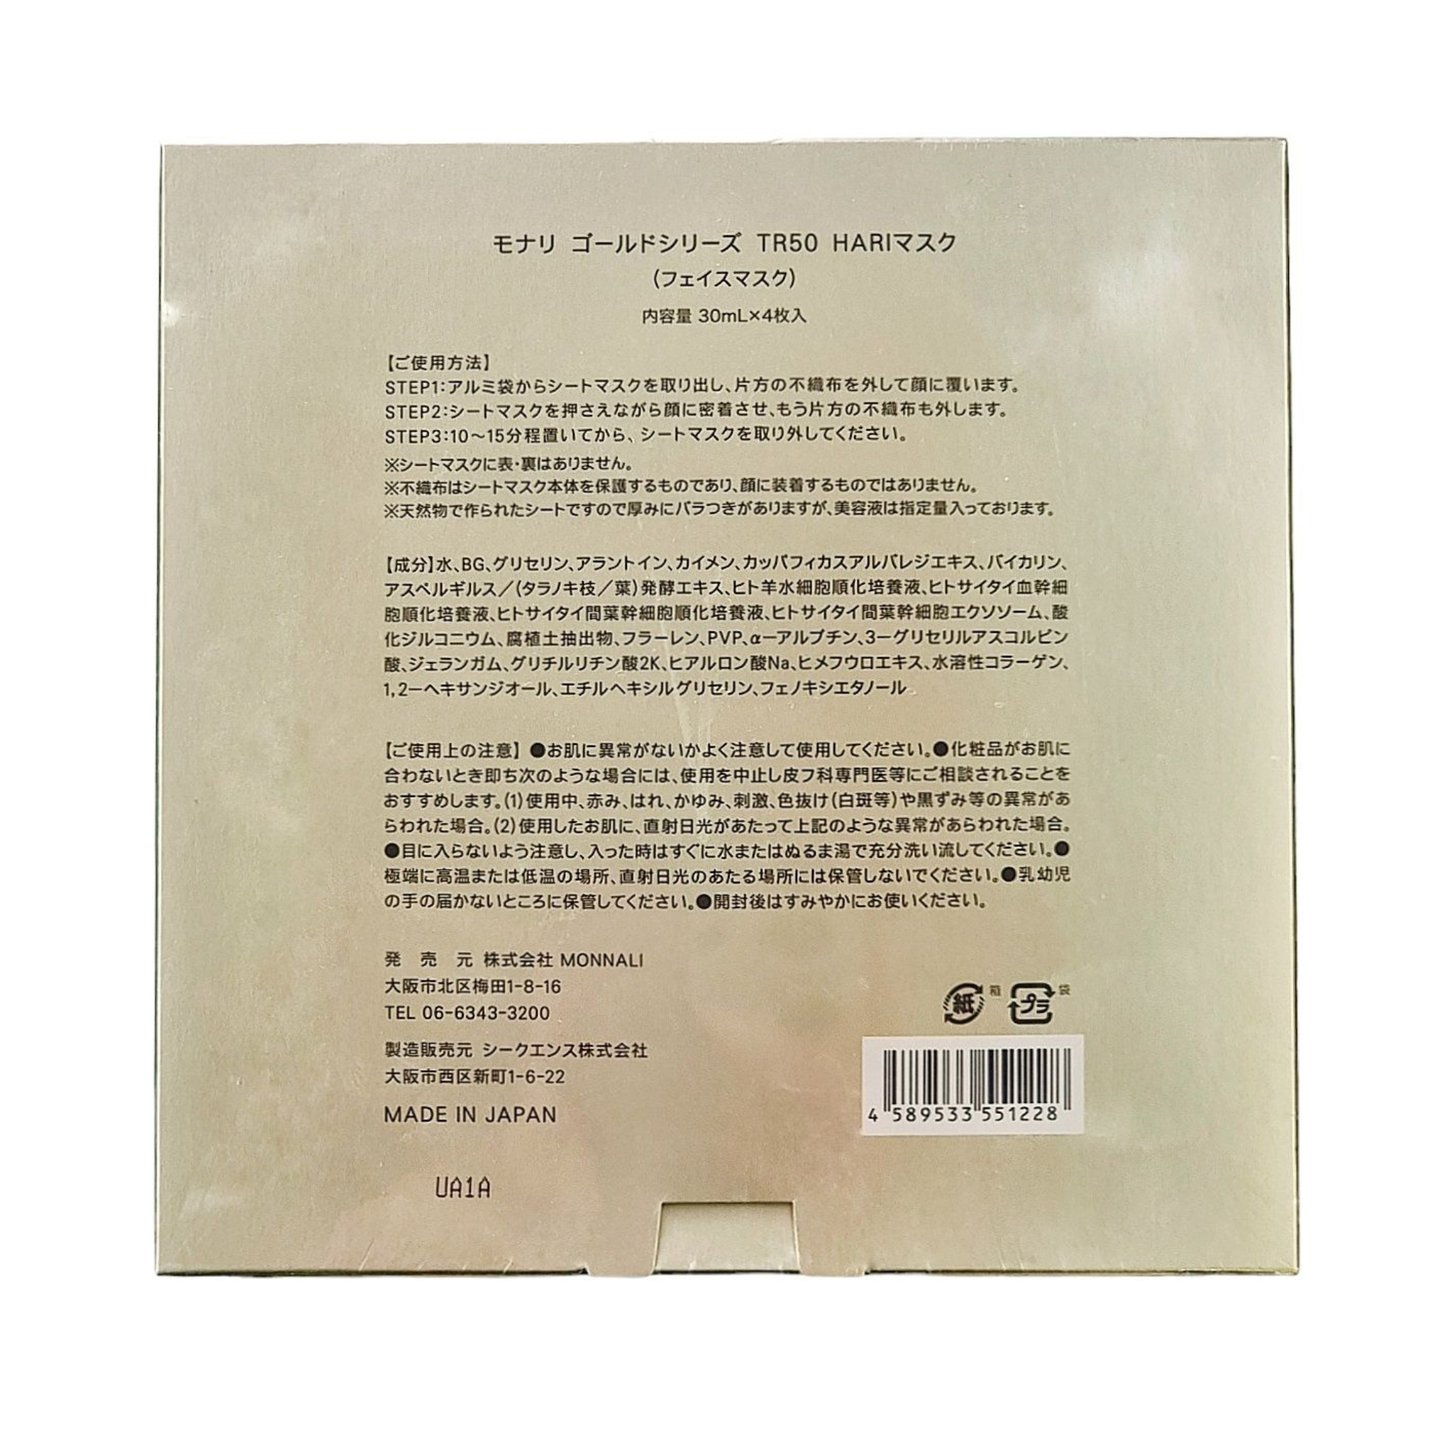 モナリ ゴールドシリーズ TR50 HARIマスク
(フェイスマスク)
内容量 30mL×4枚入
【ご使用方法】
STEP1:アルミ袋からシートマスクを取り出し、片方の不織布を外して顔に覆います。
STEP2:シートマスクを押さえながら顔に密着させ、もう片方の不織布も外します。
STEP3:10～15分程置いてから、シートマスクを取り外してください。
※シートマスクに表・裏はありません。
※不織布はシートマスク本体を保護するものであり、顔に装着するものではありません。
※天然物で作られたシートですので厚みにバラつきがありますが、美容液は指定量入っております。
【成分】水、BG、グリセリン、アラントイン、カイメン、カッパフィカスアルバレジエキス、バイカリン、
アスペルギルス／(タラノキ枝／葉)発酵エキス、ヒト羊水細胞順化培養液、ヒトサイタイ血幹細
胞順化培養液、ヒトサイタイ間葉幹細胞順化培養液、ヒトサイタイ間葉幹細胞エクソソーム、酸
化ジルコニウム、腐植土抽出物、フラーレン、PVP、α－アルブチン、3－グリセリルアスコルビン
酸、ジェランガム、グリチルリチン酸2K、ヒアルロン酸Na、ヒメフウロエキス、水溶性コラーゲン、
1,2－ヘキサンジオール、エチルヘキシルグリセリン、フェノキシエタノール
【ご使用上の注意】●お肌に異常がないかよく注意して使用してください。●化粧品がお肌に
合わないとき即ち次のような場合には、使用を中止し皮フ科専門医等にご相談されることを
おすすめします。(1)使用中、赤み、はれ、かゆみ、刺激、色抜け(白斑等)や黒ずみ等の異常があ
らわれた場合。(2)使用したお肌に、直射日光があたって上記のような異常があらわれた場合。
●目に入らないよう注意し、入った時はすぐに水またはぬるま湯で充分洗い流してください。●
極端に高温または低温の場所、直射日光のあたる場所には保管しないでください。●乳幼児
の手の届かないところに保管してください。●開封後はすみやかにお使いください。
発 売 元 株式会社 MONNALI
大阪市北区梅田1-8-16
TEL 06-6343-3200
製造販売元 シークエンス株式会社
大阪市西区新町1-6-22
MADE IN JAPAN
紙 箱 プラ 袋
4 589533 551228
UA1A